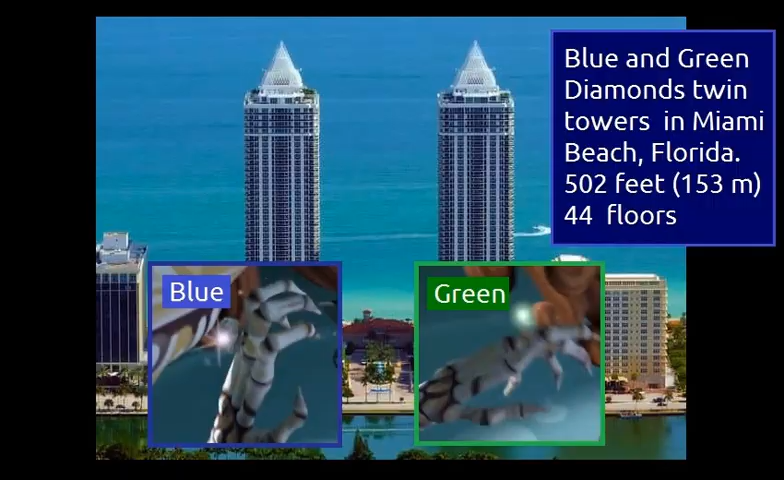 Blue and Green
Diamonds twin
towers in Miami
Beach, Florida.
502 feet (153 m)
44 floors
Blue
Green